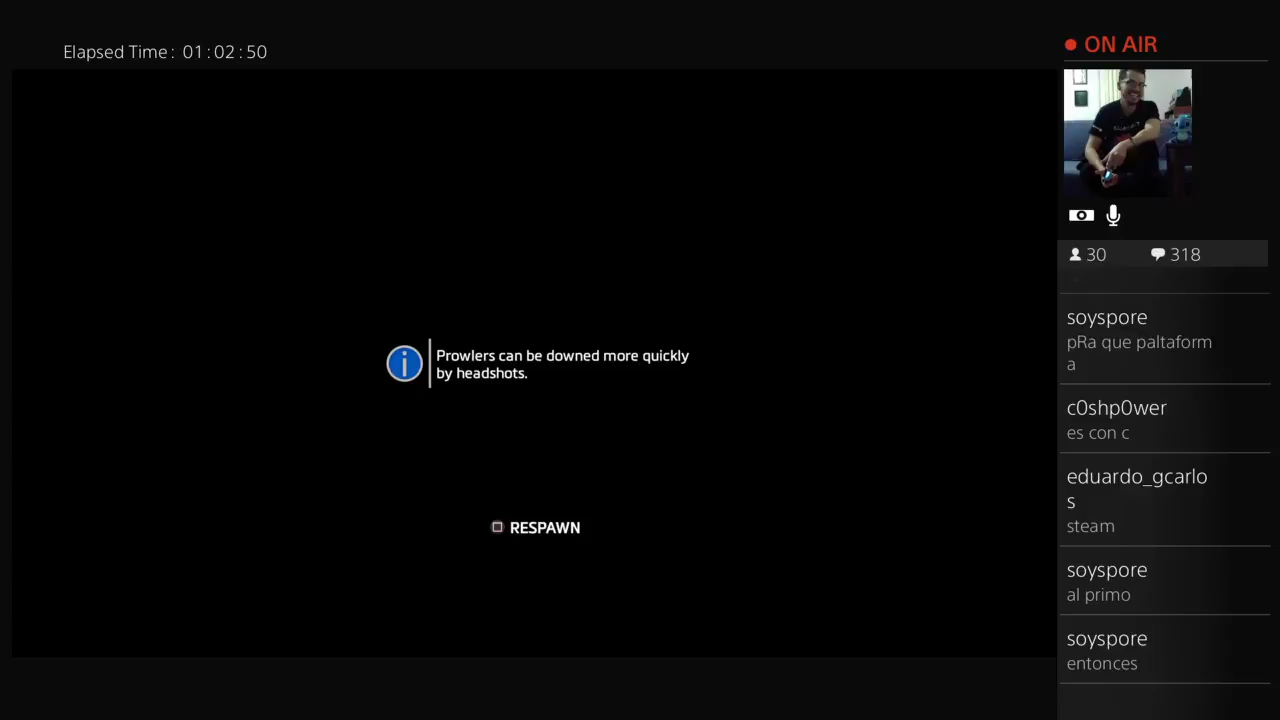 Elapsed Time: 01:02:50
ON AIR
30 318
Prowlers can be downed more quickly
by headshots.
RESPAWN
soyspore
pRa que paltaform
a
c0shp0wer
es con c
eduardo_gcarlo
s
steam
soyspore
al primo
soyspore
entonces